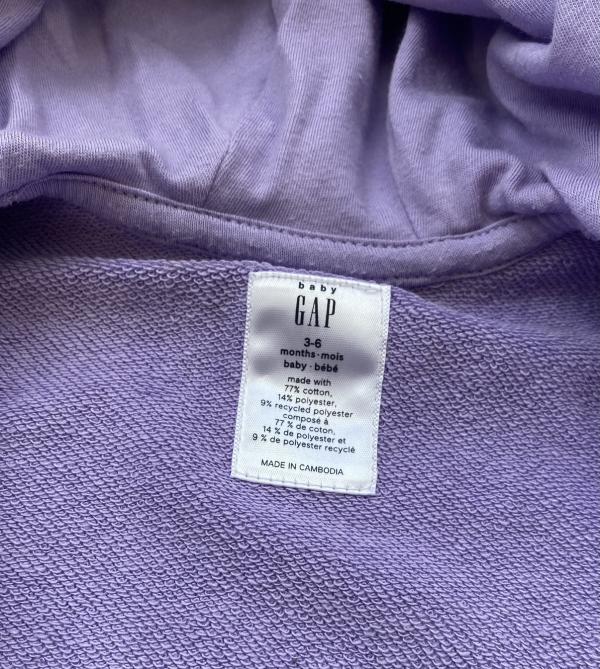 baby
GAP
3-6
months·mois
baby · bébé
made with
77% cotton,
14% polyester,
9% recycled polyester
composé à
77 % de coton,
14 % de polyester et
9 % de polyester recyclé
MADE IN CAMBODIA